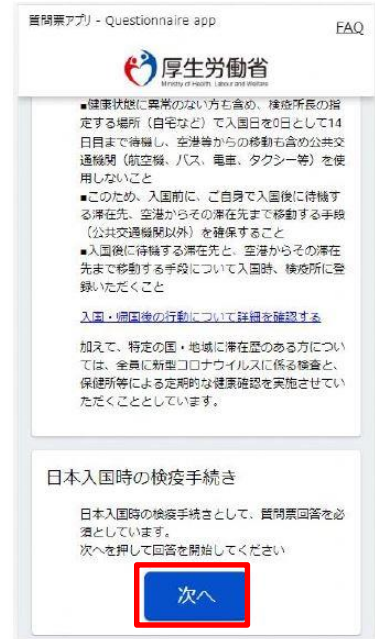 質問票アプリ - Questionnaire app
FAQ
厚生労働省
Ministry of Health, Labour and Welfare
■健康状態に異常のない方も含め、検疫所長の指
定する場所（自宅など）で入国日を0日として14
日目まで待機し、空港等からの移動も含め公共交
通機関（航空機、バス、電車、タクシー等）を使
用しないこと
■このため、入国前に、ご自身で入国後に待機す
る滞在先、空港からその滞在先まで移動する手段
（公共交通機関以外）を確保すること
■入国後に待機する滞在先と、空港からその滞在
先まで移動する手段について入国時、検疫所に登
録いただくこと
入国・帰国後の行動について詳細を確認する
加えて、特定の国・地域に滞在歴のある方につい
ては、全員に新型コロナウイルスに係る検査と、
保健所等による定期的な健康確認を実施させてい
ただくこととしています。
日本入国時の検疫手続き
日本入国時の検疫手続きとして、質問票回答を必
須としています。
次へを押して回答を開始してください
次へ